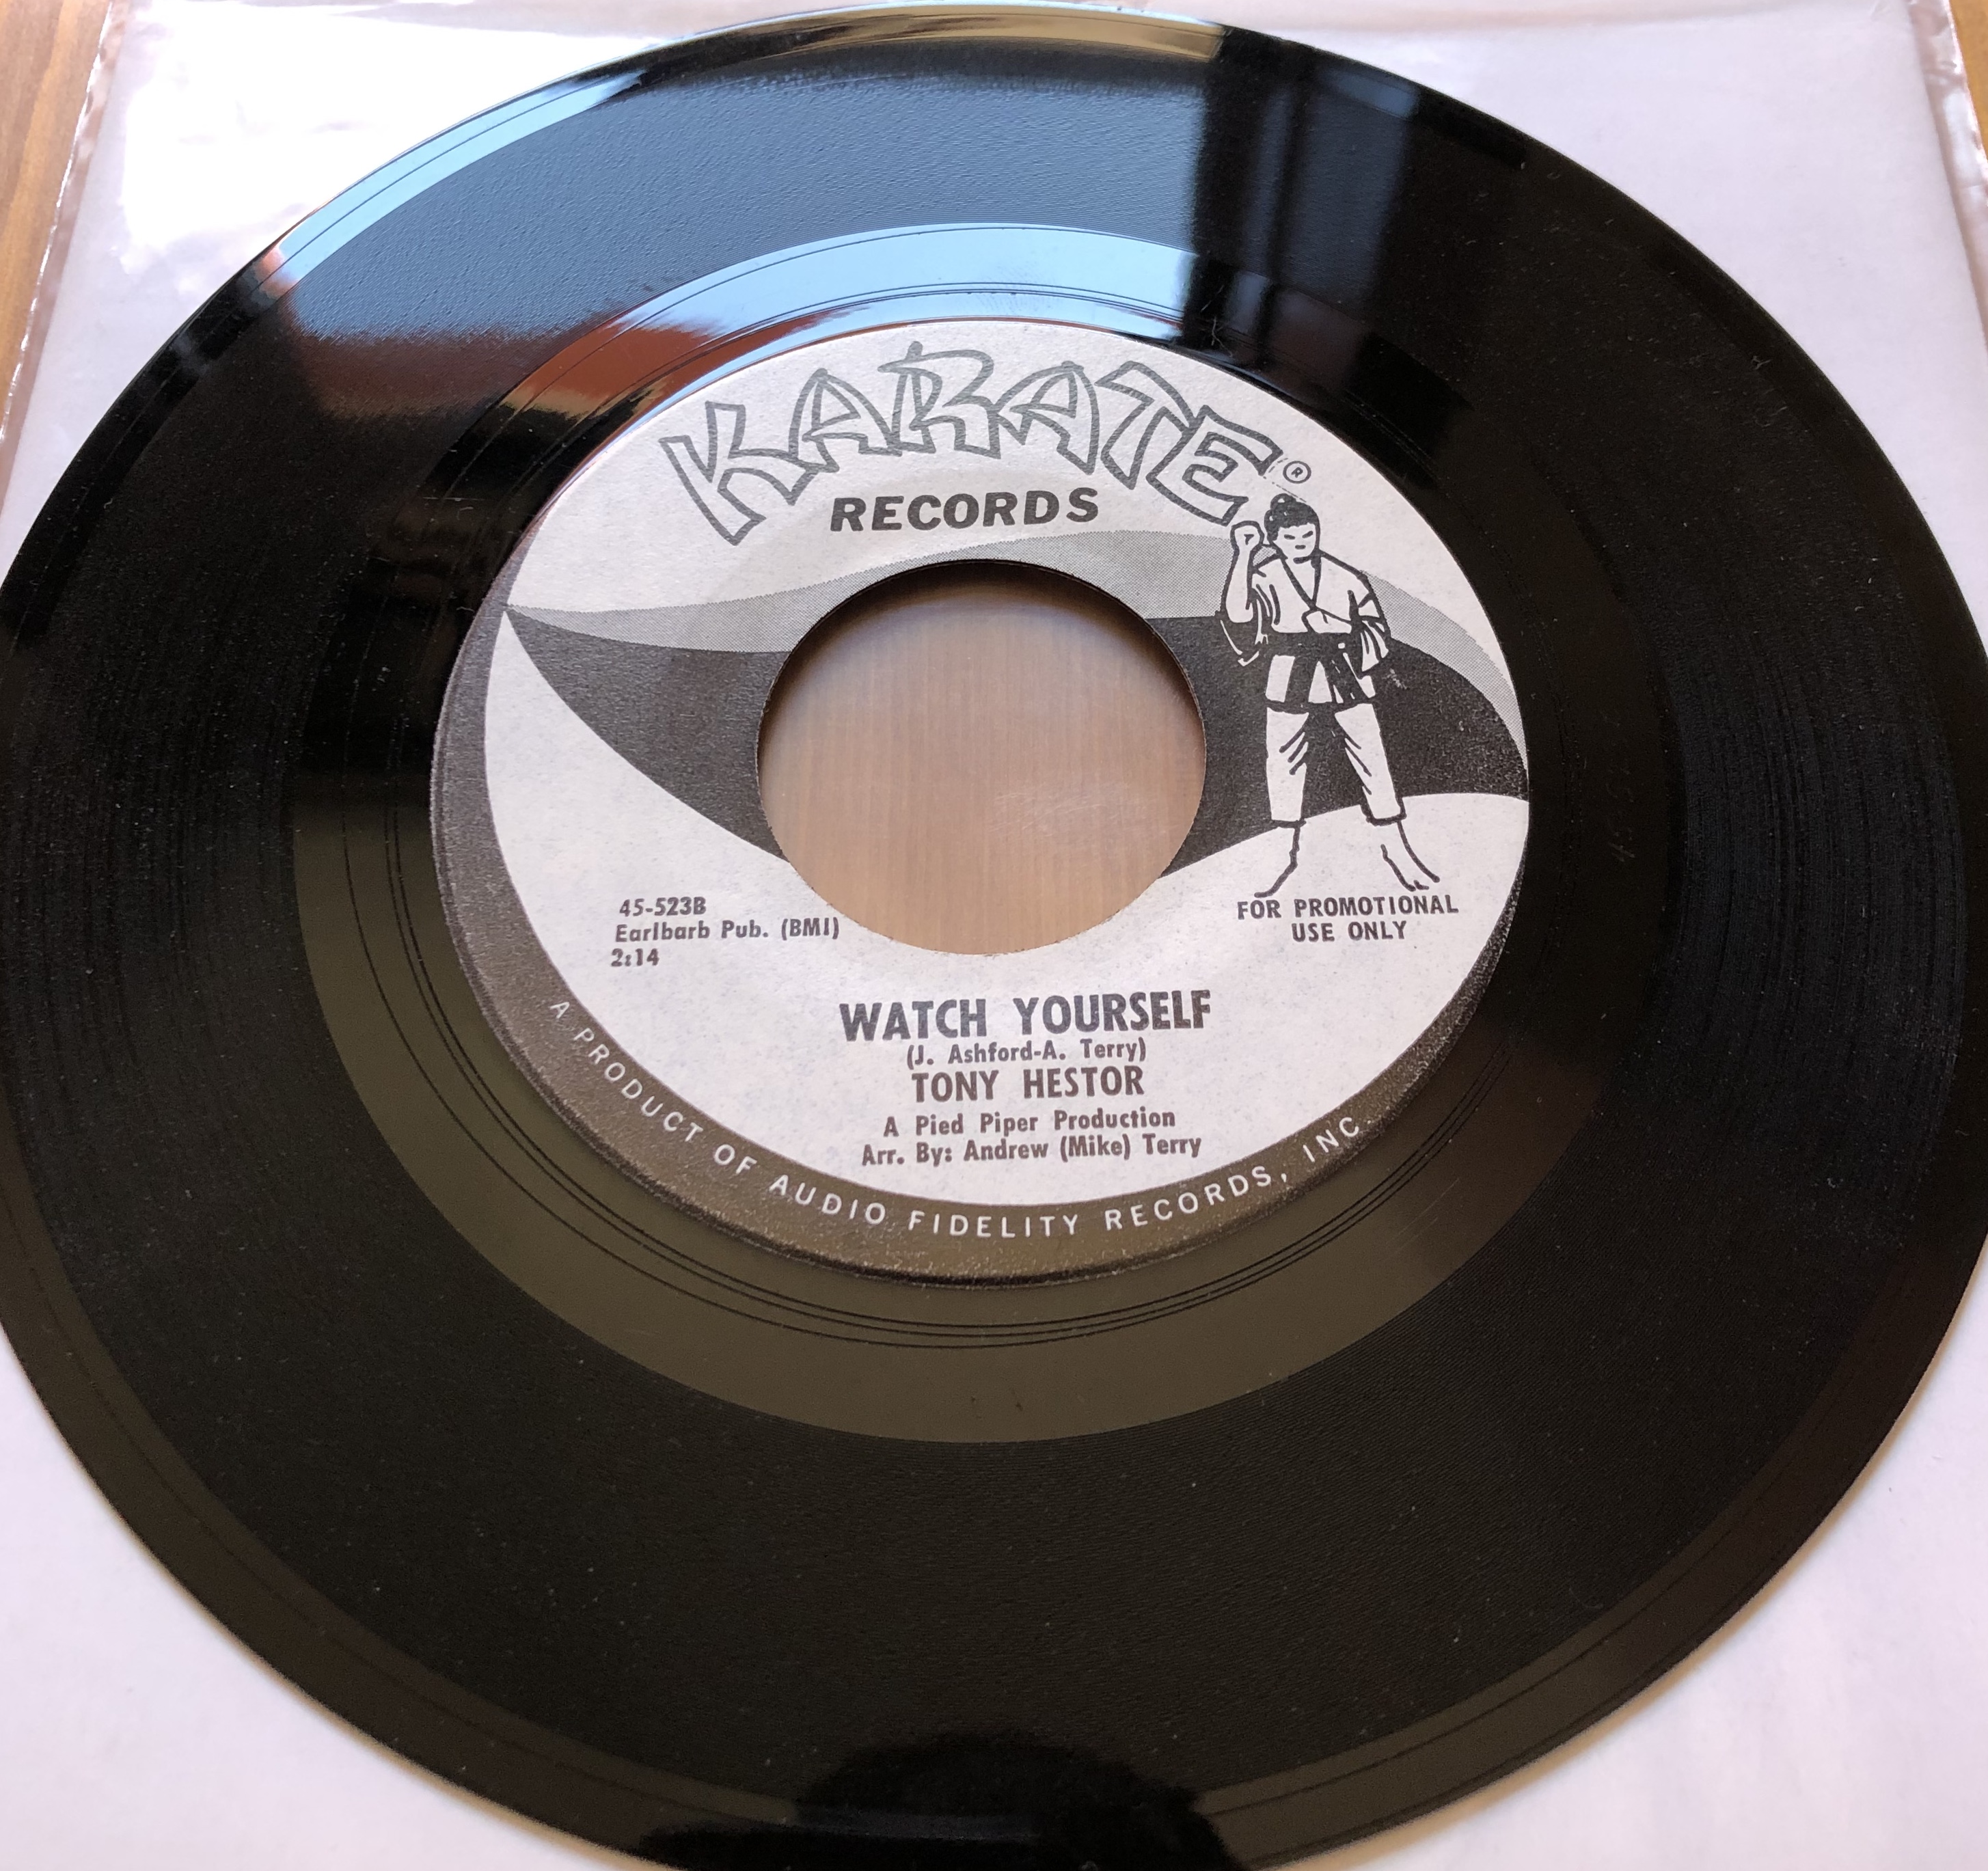 KARATE ®
RECORDS
45-523B
Earlbarb Pub. (BMI)
2:14
FOR PROMOTIONAL
USE ONLY
WATCH YOURSELF
(J. Ashford-A. Terry)
TONY HESTOR
A Pied Piper Production
Arr. By: Andrew (Mike) Terry
A PRODUCT OF AUDIO FIDELITY RECORDS, INC.